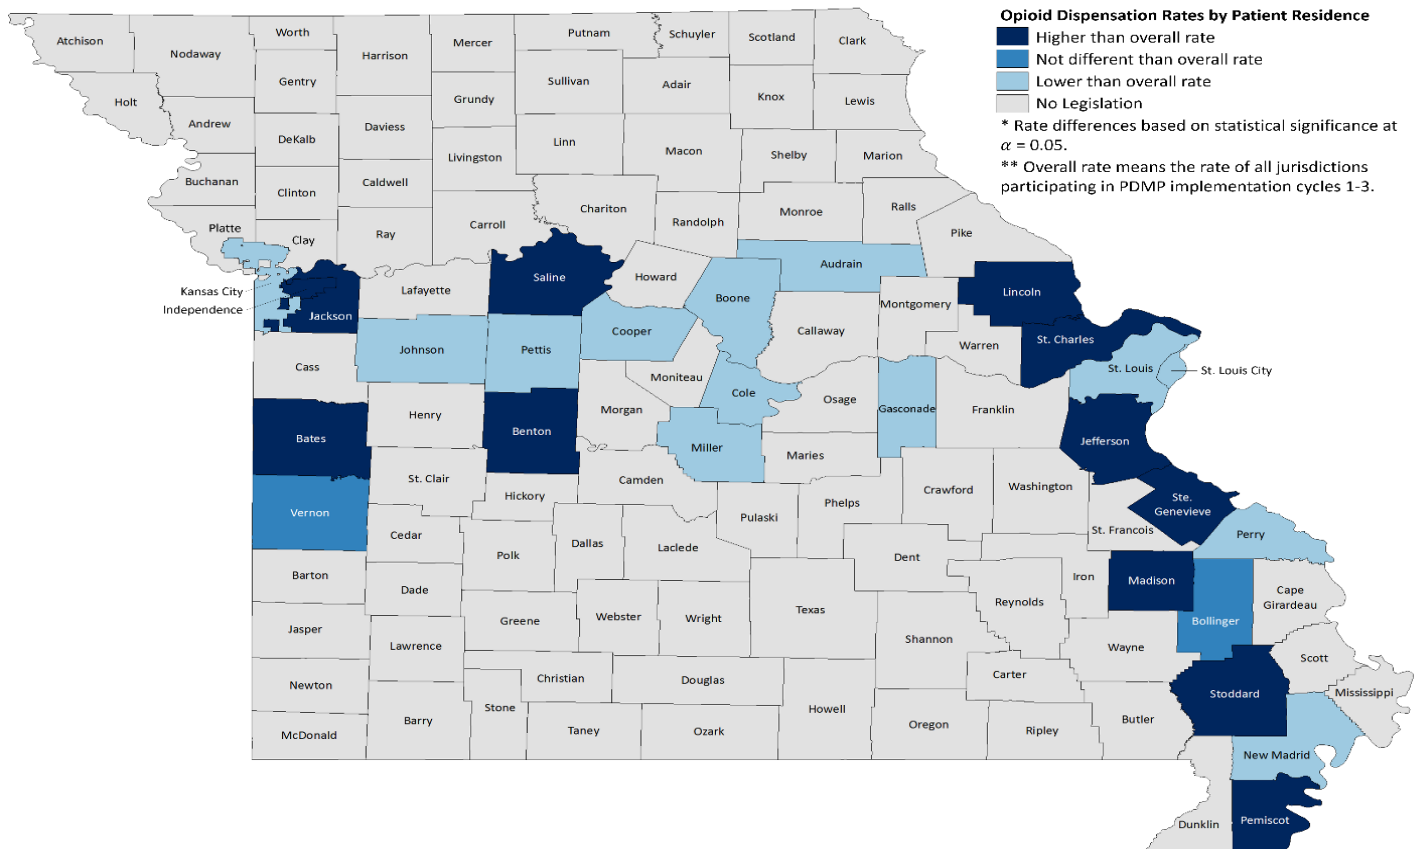 Opioid Dispensation Rates by Patient Residence
Higher than overall rate
Not different than overall rate
Lower than overall rate
No Legislation
* Rate differences based on statistical significance at
α = 0.05.
** Overall rate means the rate of all jurisdictions
participating in PDMP implementation cycles 1-3.
Atchison
Nodaway
Worth
Harrison
Mercer
Putnam
Schuyler
Scotland
Clark
Gentry
Sullivan
Adair
Holt
Grundy
Knox
Lewis
Andrew
DeKalb
Daviess
Livingston
Linn
Macon
Shelby
Marion
Buchanan
Clinton
Caldwell
Chariton
Randolph
Monroe
Ralls
Platte
Clay
Ray
Carroll
Pike
Kansas City
Independence
Jackson
Lafayette
Saline
Howard
Boone
Audrain
Montgomery
Lincoln
Johnson
Pettis
Cooper
Callaway
Warren
St. Charles
Cass
Moniteau
Cole
St. Louis
St. Louis City
Henry
Morgan
Osage
Gasconade
Franklin
Bates
Benton
Miller
Maries
Jefferson
St. Clair
Hickory
Camden
Crawford
Washington
Vernon
Pulaski
Phelps
Ste.
Genevieve
St. Francois
Perry
Cedar
Polk
Dallas
Laclede
Dent
Barton
Dade
Iron
Madison
Cape
Girardeau
Greene
Webster
Wright
Texas
Reynolds
Bollinger
Jasper
Lawrence
Shannon
Wayne
Scott
Newton
Christian
Douglas
Carter
Stoddard
Mississippi
McDonald
Barry
Stone
Taney
Ozark
Howell
Oregon
Ripley
Butler
New Madrid
Dunklin
Pemiscot